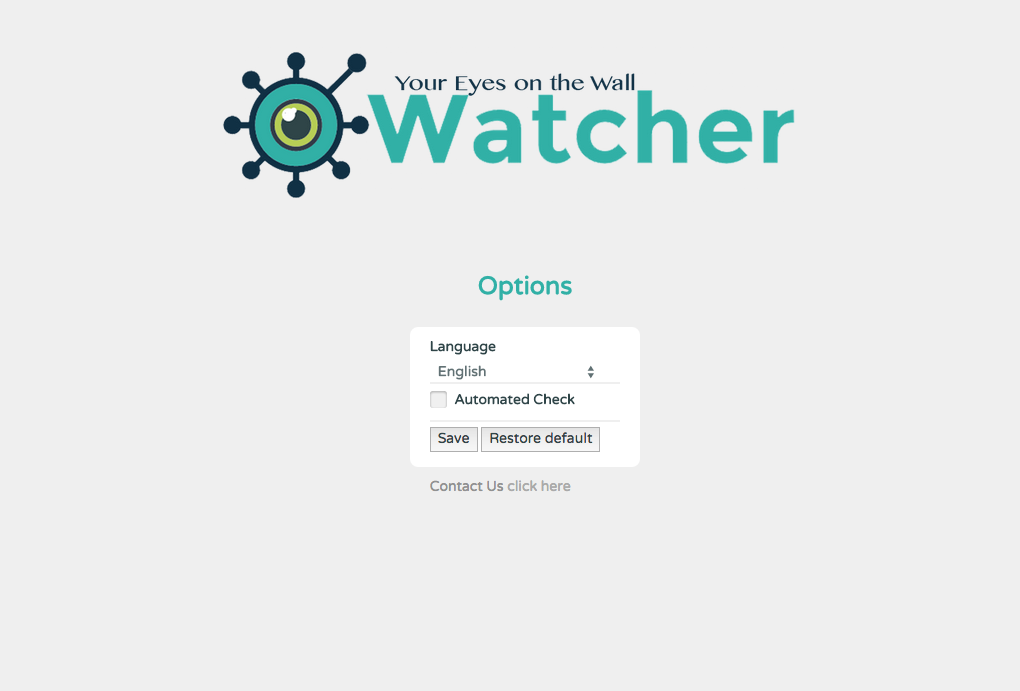 Your Eyes on the Wall
Watcher
Options
Language
English
Automated Check
Save Restore default
Contact Us click here